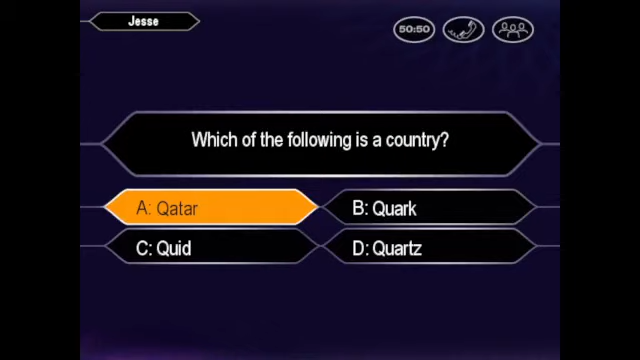 Jesse
50:50
Which of the following is a country?
A: Qatar
B: Quark
C: Quid
D: Quartz